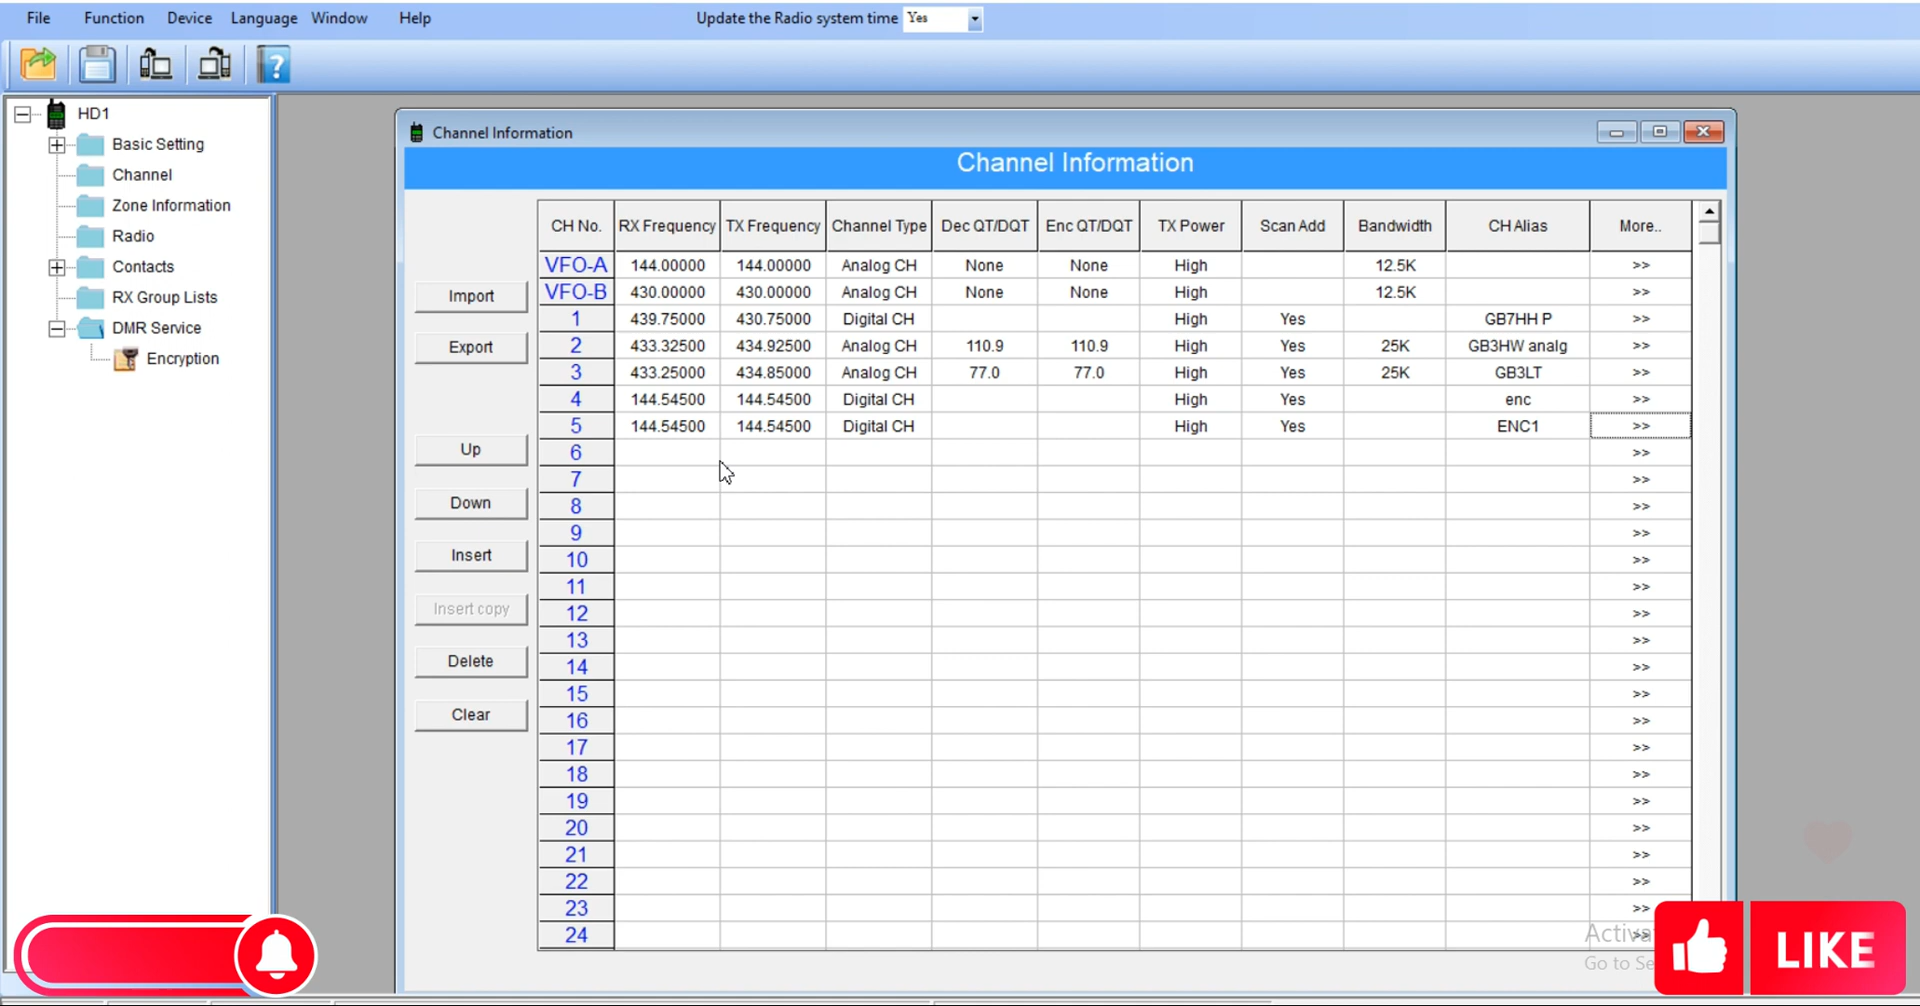 File Function Device Language Window Help Update the Radio system time Yes
?
HD1
Basic Setting
Channel
Zone Information
Radio
Contacts
RX Group Lists
DMR Service
Encryption
Channel Information
Channel Information
Import
Export
Up
Down
Insert
Insert copy
Delete
Clear
CH No. RX Frequency TX Frequency Channel Type Dec QT/DQT Enc QT/DQT TX Power Scan Add Bandwidth CH Alias More..
VFO-A 144.00000 144.00000 Analog CH None None High 12.5K >>
VFO-B 430.00000 430.00000 Analog CH None None High 12.5K >>
1 439.75000 430.75000 Digital CH High Yes GB7HH P >>
2 433.32500 434.92500 Analog CH 110.9 110.9 High Yes 25K GB3HW analg >>
3 433.25000 434.85000 Analog CH 77.0 77.0 High Yes 25K GB3LT >>
4 144.54500 144.54500 Digital CH High Yes enc >>
5 144.54500 144.54500 Digital CH High Yes ENC1 >>
6 >>
7 >>
8 >>
9 >>
10 >>
11 >>
12 >>
13 >>
14 >>
15 >>
16 >>
17 >>
18 >>
19 >>
20 >>
21 >>
22 >>
23 >>
24 >>
Go to
LIKE